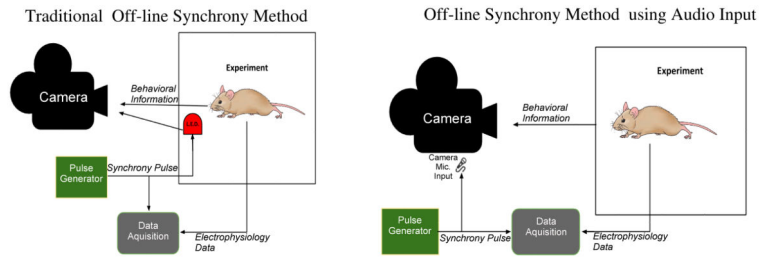 Traditional Off-line Synchrony Method
Experiment
Camera
Behavioral
Information
L.E.D.
Pulse
Generator
Synchrony Pulse
Data
Aquisition
Electrophysiology
Data
Off-line Synchrony Method using Audio Input
Experiment
Camera
Behavioral
Information
Camera
Mic.
Input
Pulse
Generator
Synchrony Pulse
Data
Aquisition
Electrophysiology
Data